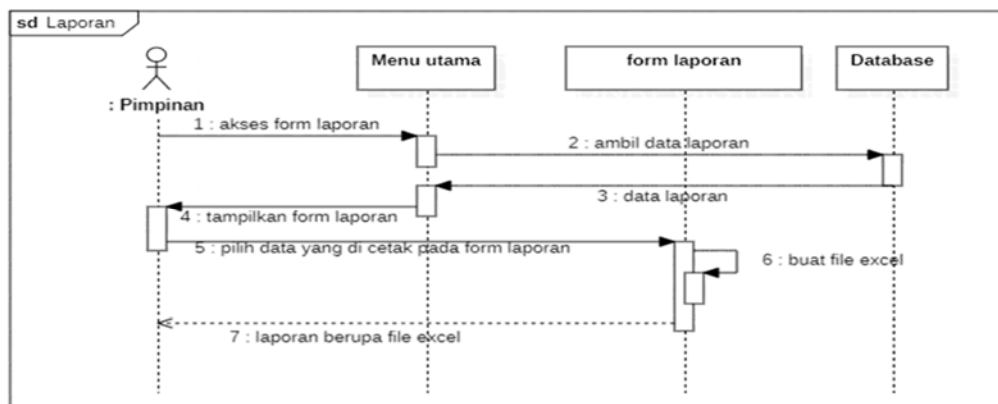 sd Laporan
Menu utama
form laporan
Database
: Pimpinan
1 : akses form laporan
2 : ambil data laporan
3 : data laporan
4 : tampilkan form laporan
5 : pilih data yang di cetak pada form laporan
6 : buat file excel
7 : laporan berupa file excel